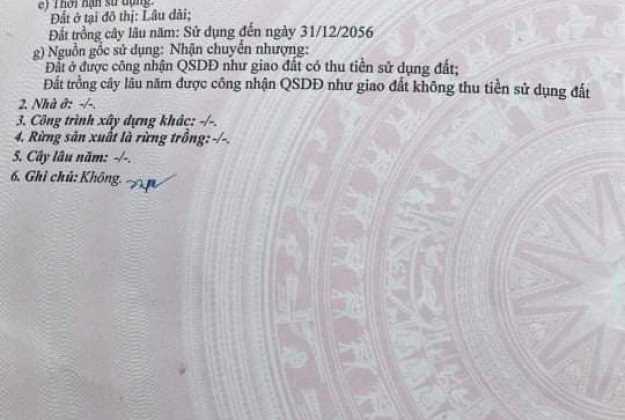 e) Thời hạn sử dụng:
Đất ở tại đô thị: Lâu dài;
Đất trồng cây lâu năm: Sử dụng đến ngày 31/12/2056
g) Nguồn gốc sử dụng: Nhận chuyển nhượng:
Đất ở được công nhận QSDĐ như giao đất có thu tiền sử dụng đất;
Đất trồng cây lâu năm được công nhận QSDĐ như giao đất không thu tiền sử dụng đất
2. Nhà ở: -/-.
3. Công trình xây dựng khác: -/-.
4. Rừng sản xuất là rừng trồng: -/-.
5. Cây lâu năm: -/-.
6. Ghi chú: Không.